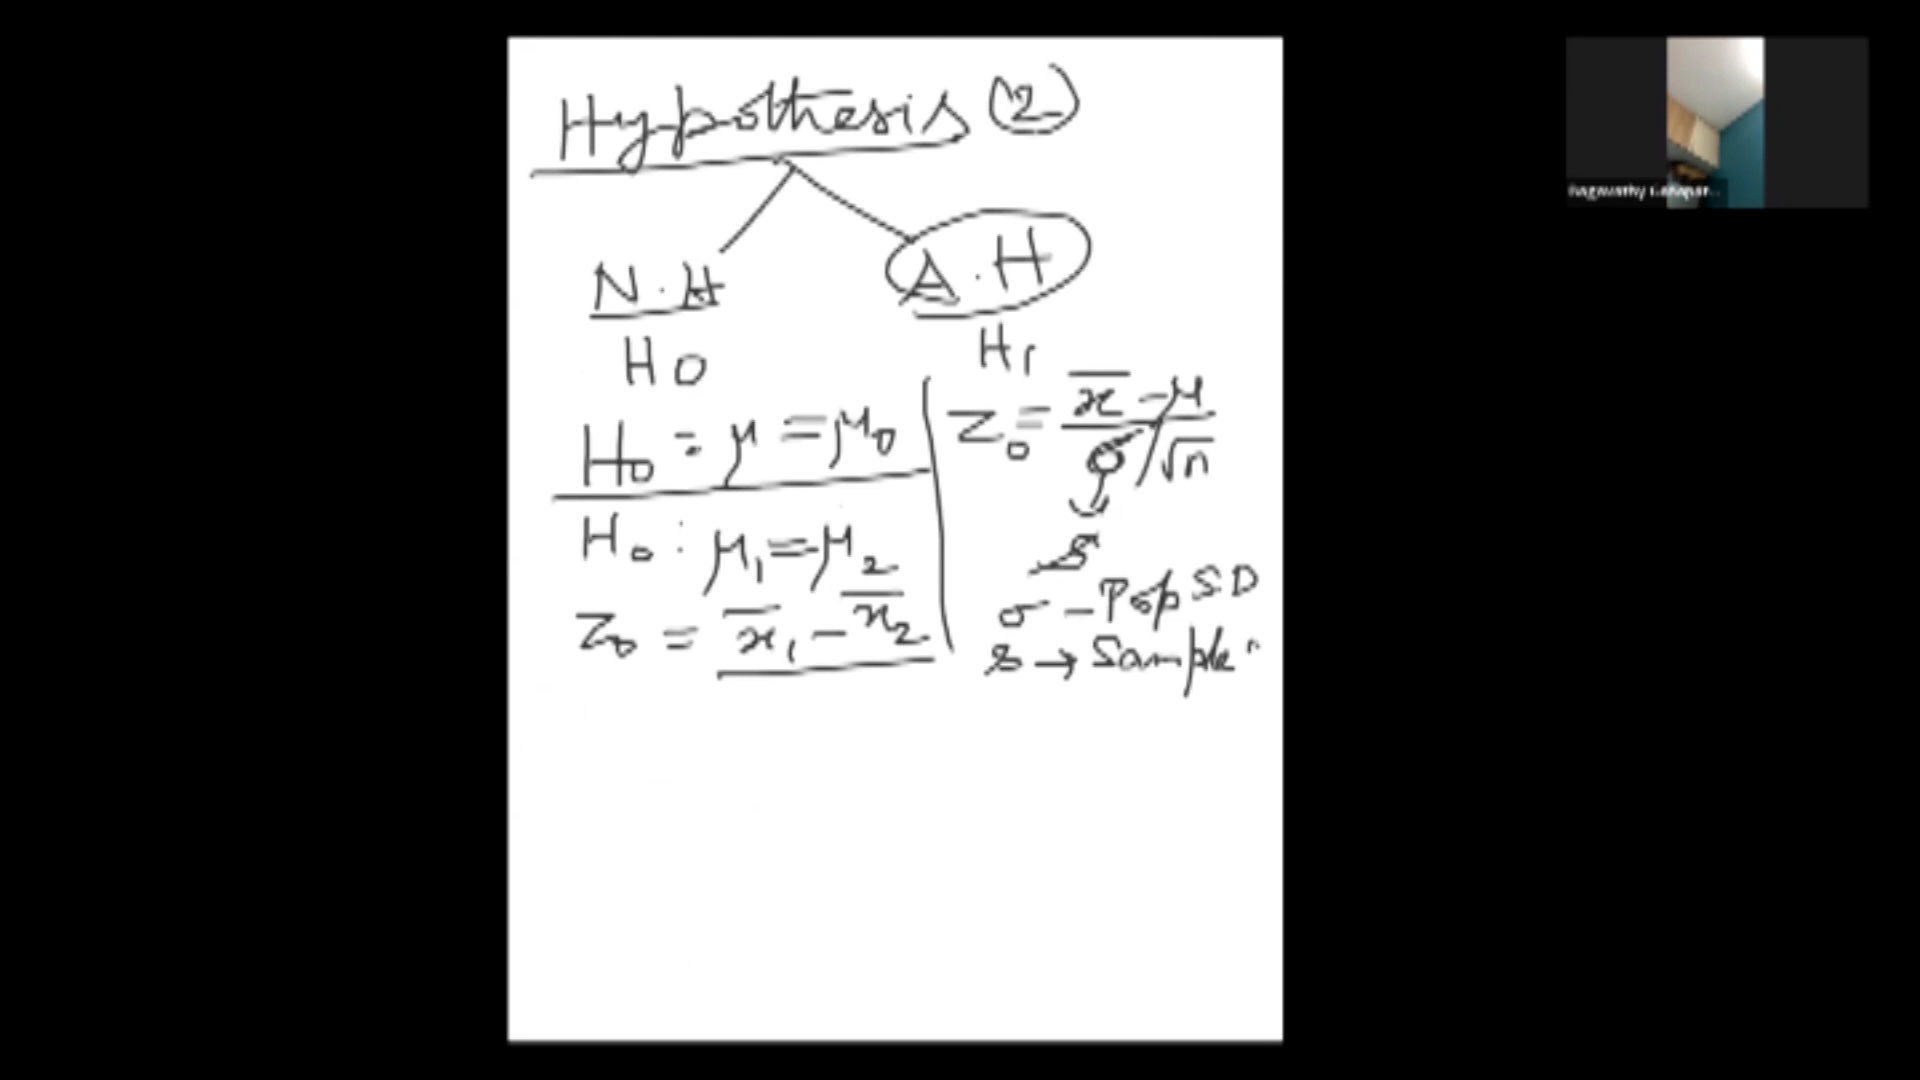 Hypothesis (2)
N.H A.H
H0 H1
H0 : μ = μ0
H0 : μ1 = μ2
Z0 = x̄1 - x̄2
Z0 = x̄ - μ / σ/√n
s
σ - Pop S.D
s → Sample "